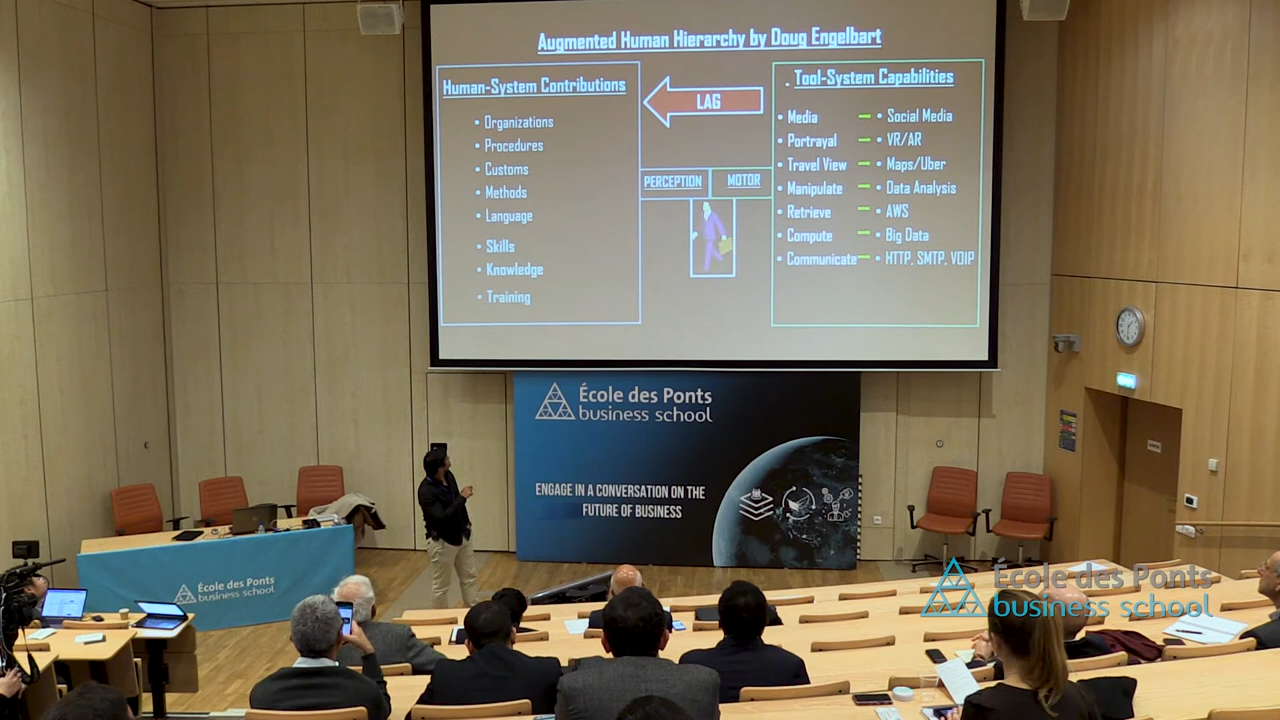 Augmented Human Hierarchy by Doug Engelbart
Human-System Contributions
• Organizations
• Procedures
• Customs
• Methods
• Language
• Skills
• Knowledge
• Training
LAG
PERCEPTION
MOTOR
. Tool-System Capabilities
• Media • Social Media
• Portrayal • VR/AR
• Travel View • Maps/Uber
• Manipulate • Data Analysis
• Retrieve • AWS
• Compute • Big Data
• Communicate • HTTP, SMTP, VOIP
École des Ponts
business school
ENGAGE IN A CONVERSATION ON THE
FUTURE OF BUSINESS
École des Ponts
business school
École des Ponts
business school